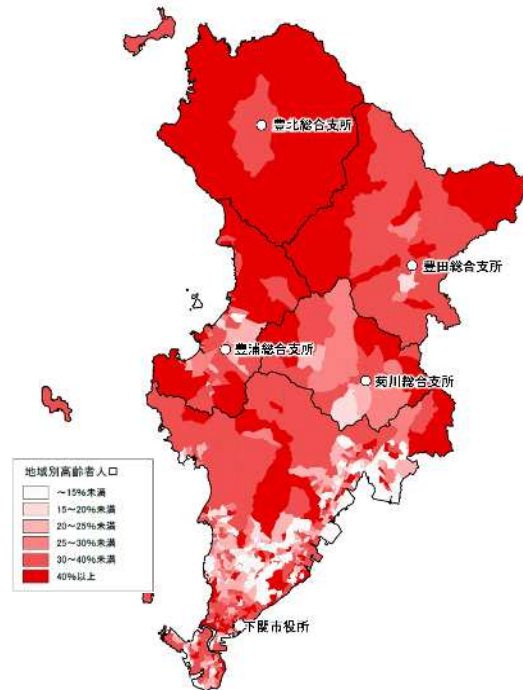 豊北総合支所
豊田総合支所
豊浦総合支所
菊川総合支所
地域別高齢者人口
～15％未満
15～20％未満
20～25％未満
25～30％未満
30～40％未満
40％以上
下関市役所